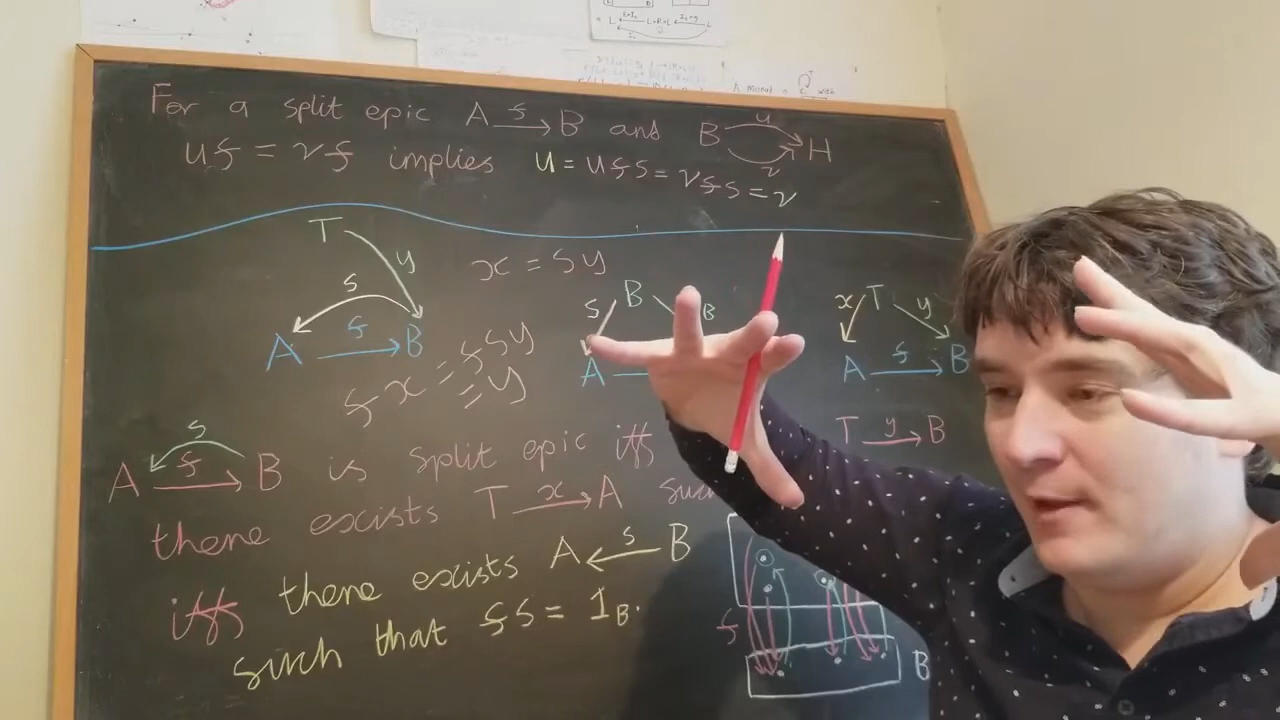 For a split epic A f→ B and B u→ v→ H
uf = vf implies u = ufs = vfs = v
T
y
x = sy
s
f
A → B
fx = fsy
= y
s B B
A
x T y
A f→ B
A f→ B s is split epic iff T y→ B
there exists T x→ A such
iff there exists A ←s B
such that fs = 1B.
f
B